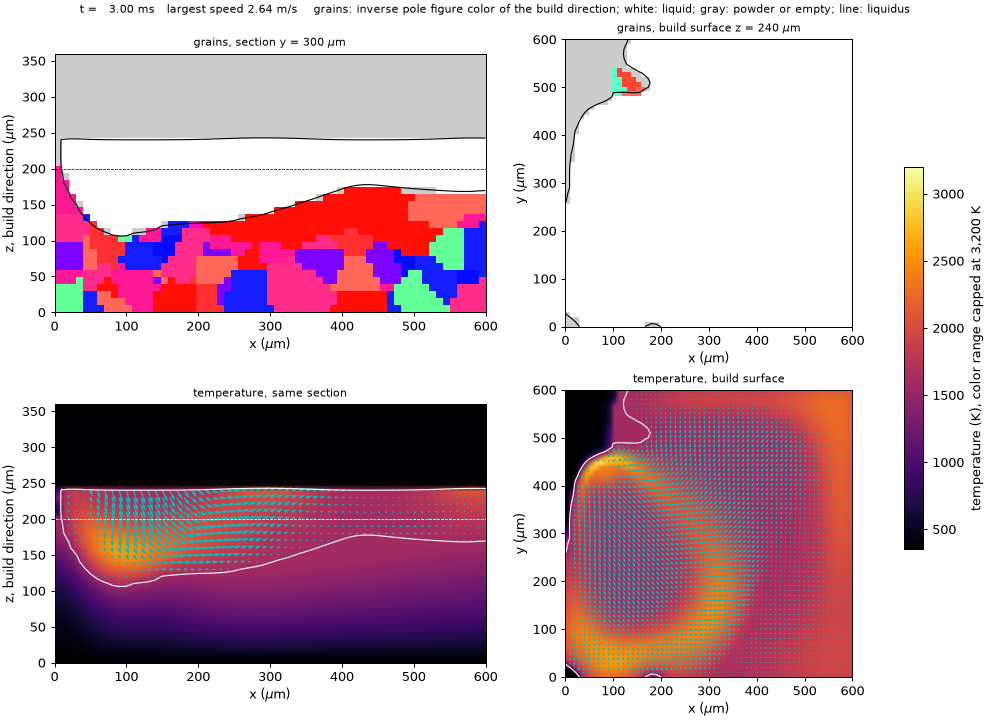 t =   3.00 ms   largest speed 2.64 m/s     grains: inverse pole figure color of the build direction; white: liquid; gray: powder or empty; line: liquidus
grains, section y = 300 μm
z, build direction (μm)
350
300
250
200
150
100
50
0
0 100 200 300 400 500 600
x (μm)
grains, build surface z = 240 μm
y (μm)
600
500
400
300
200
100
0
0 100 200 300 400 500 600
x (μm)
temperature, same section
z, build direction (μm)
350
300
250
200
150
100
50
0
0 100 200 300 400 500 600
x (μm)
temperature, build surface
y (μm)
600
500
400
300
200
100
0
0 100 200 300 400 500 600
x (μm)
3000
2500
2000
1500
1000
500
temperature (K), color range capped at 3,200 K